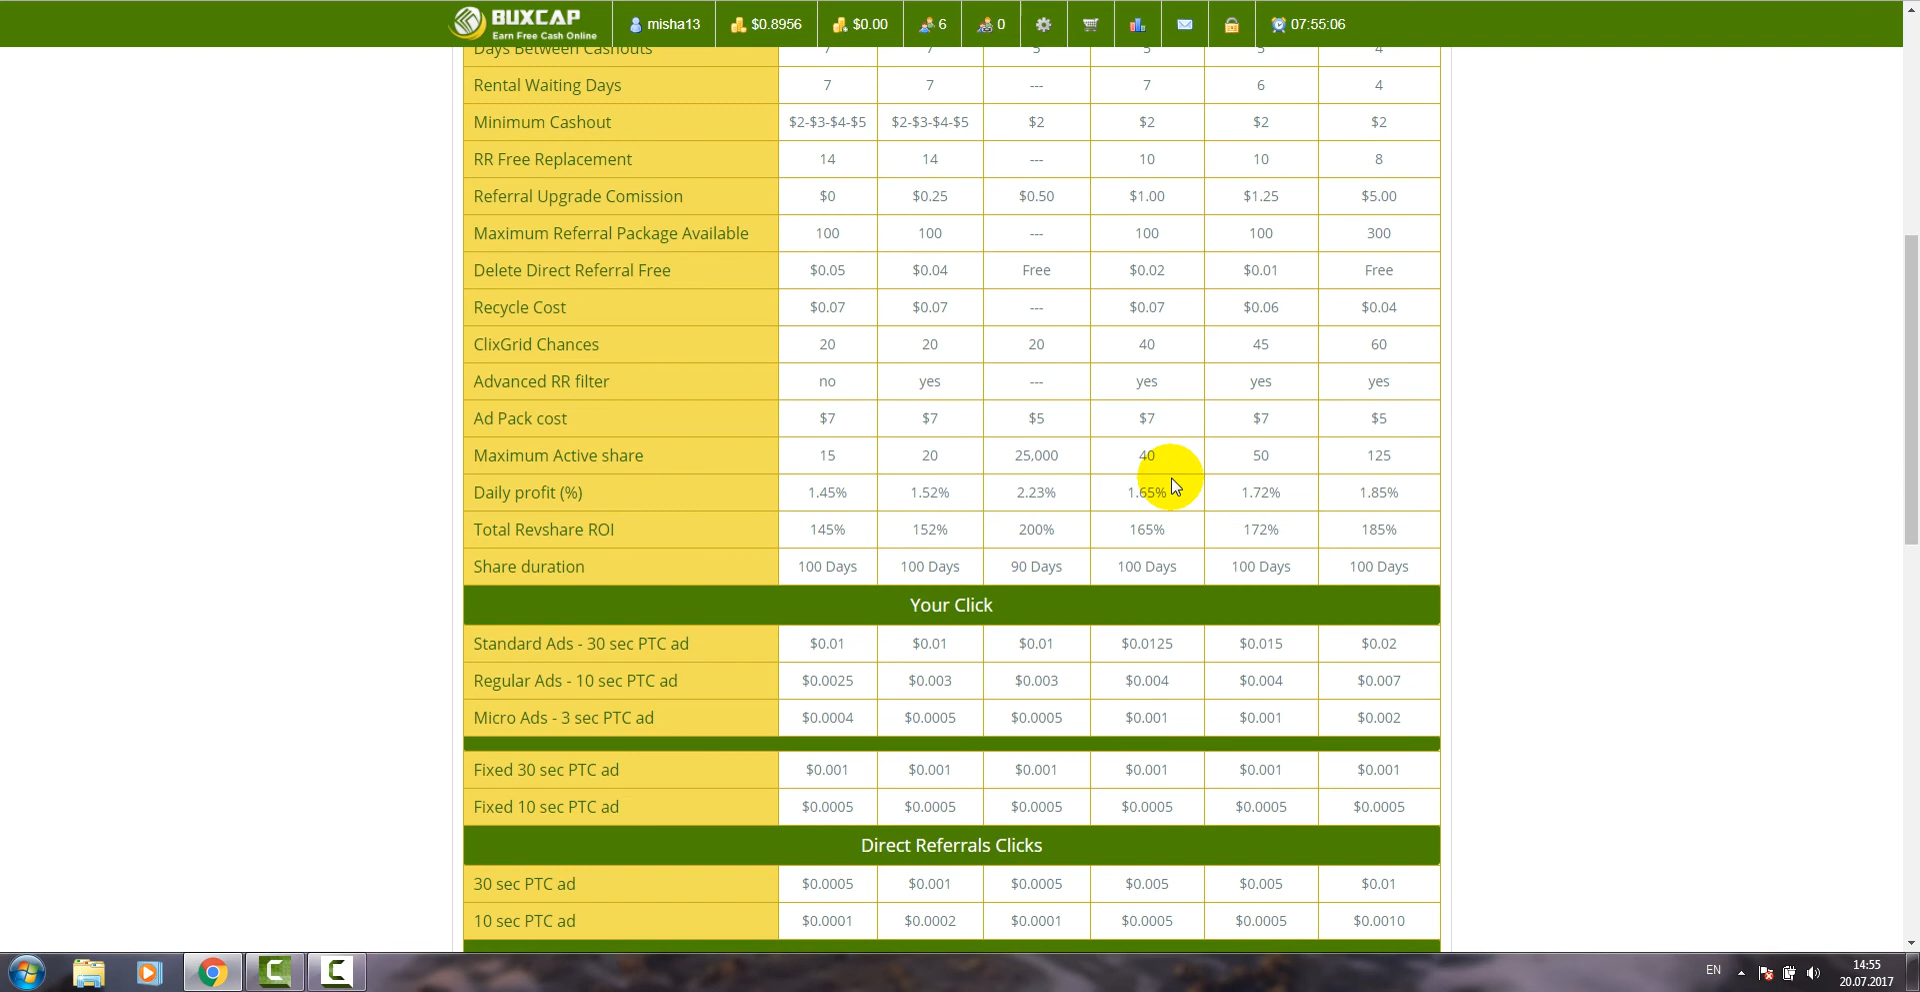 BUXCAP
Earn Free Cash Online
misha13 $0.8956 $0.00 6 0 07:55:06
Days Between Cashouts 7 7 5 5 5 4
Rental Waiting Days 7 7 --- 7 6 4
Minimum Cashout $2-$3-$4-$5 $2-$3-$4-$5 $2 $2 $2 $2
RR Free Replacement 14 14 --- 10 10 8
Referral Upgrade Comission $0 $0.25 $0.50 $1.00 $1.25 $5.00
Maximum Referral Package Available 100 100 --- 100 100 300
Delete Direct Referral Free $0.05 $0.04 Free $0.02 $0.01 Free
Recycle Cost $0.07 $0.07 --- $0.07 $0.06 $0.04
ClixGrid Chances 20 20 20 40 45 60
Advanced RR filter no yes --- yes yes yes
Ad Pack cost $7 $7 $5 $7 $7 $5
Maximum Active share 15 20 25,000 40 50 125
Daily profit (%) 1.45% 1.52% 2.23% 1.65% 1.72% 1.85%
Total Revshare ROI 145% 152% 200% 165% 172% 185%
Share duration 100 Days 100 Days 90 Days 100 Days 100 Days 100 Days
Your Click
Standard Ads - 30 sec PTC ad $0.01 $0.01 $0.01 $0.0125 $0.015 $0.02
Regular Ads - 10 sec PTC ad $0.0025 $0.003 $0.003 $0.004 $0.004 $0.007
Micro Ads - 3 sec PTC ad $0.0004 $0.0005 $0.0005 $0.001 $0.001 $0.002
Fixed 30 sec PTC ad $0.001 $0.001 $0.001 $0.001 $0.001 $0.001
Fixed 10 sec PTC ad $0.0005 $0.0005 $0.0005 $0.0005 $0.0005 $0.0005
Direct Referrals Clicks
30 sec PTC ad $0.0005 $0.001 $0.0005 $0.005 $0.005 $0.01
10 sec PTC ad $0.0001 $0.0002 $0.0001 $0.0005 $0.0005 $0.0010
EN 14:55
20.07.2017